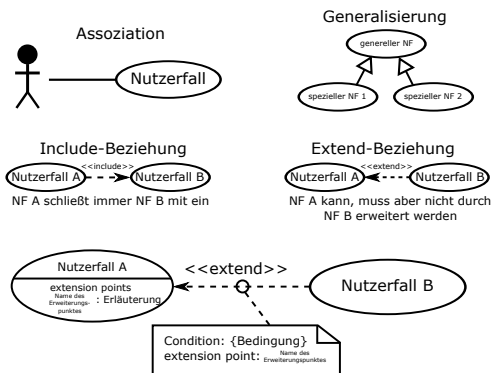 Assoziation
Nutzerfall
Generalisierung
genereller NF
spezieller NF 1
spezieller NF 2
Include-Beziehung
Nutzerfall A
<<include>>
Nutzerfall B
NF A schließt immer NF B mit ein
Extend-Beziehung
Nutzerfall A
<<extend>>
Nutzerfall B
NF A kann, muss aber nicht durch
NF B erweitert werden
Nutzerfall A
extension points
Name des
Erweiterungs-
punktes
: Erläuterung
<<extend>>
Nutzerfall B
Condition: {Bedingung}
extension point: Name des
Erweiterungspunktes